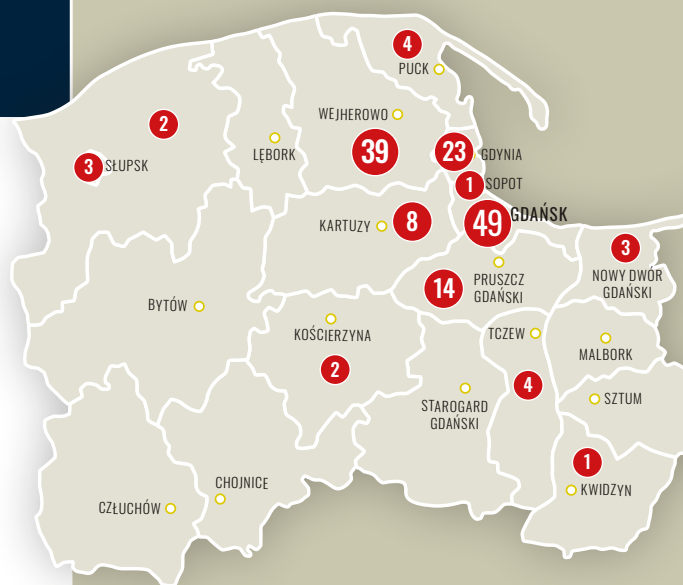 4
PUCK
2
WEJHEROWO
39
LĘBORK
23 GDYNIA
3 SŁUPSK
1 SOPOT
KARTUZY
8
49
GDAŃSK
3
NOWY DWÓR
GDAŃSKI
14
PRUSZCZ
GDAŃSKI
BYTÓW
KOŚCIERZYNA
2
TCZEW
MALBORK
4
STAROGARD
GDAŃSKI
SZTUM
1
KWIDZYN
CHOJNICE
CZŁUCHÓW